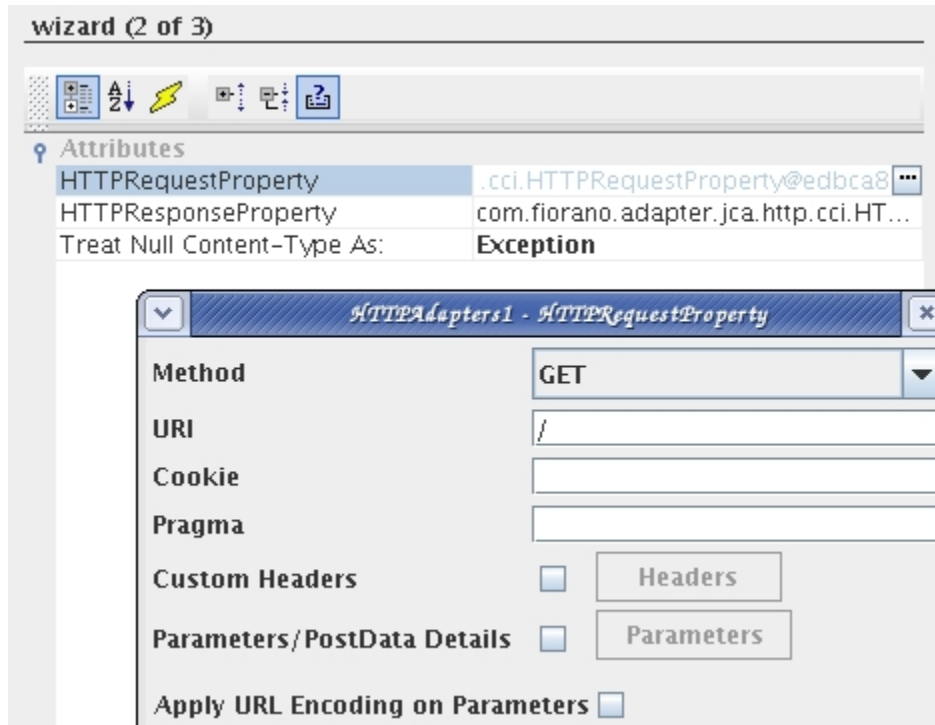 wizard (2 of 3)
Attributes
HTTPRequestProperty .cci.HTTPRequestProperty@edbca8 ...
HTTPResponseProperty com.fiorano.adapter.jca.http.cci.HT...
Treat Null Content-Type As: Exception
HTTPAdapters1 - HTTPRequestProperty
Method GET
URI /
Cookie
Pragma
Custom Headers Headers
Parameters/PostData Details Parameters
Apply URL Encoding on Parameters